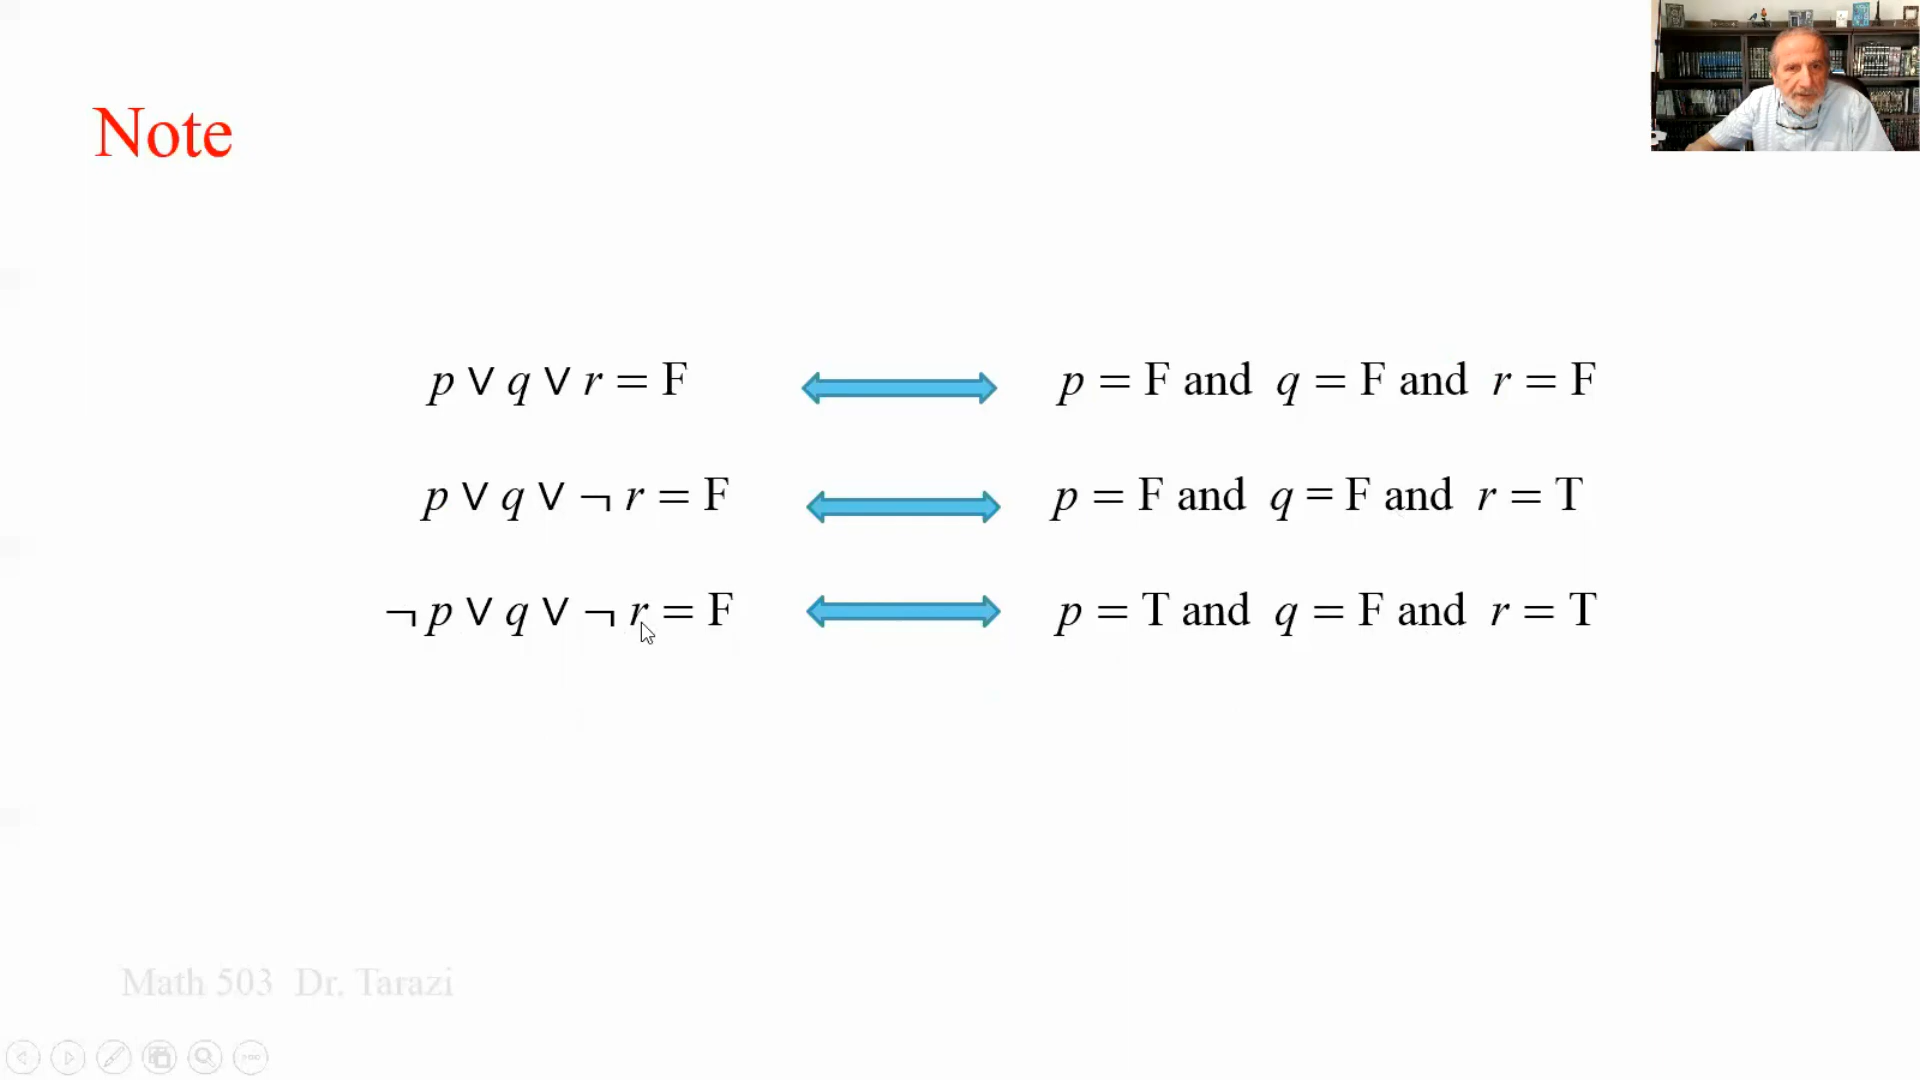 Note
p ∨ q ∨ r = F p = F and q = F and r = F
p ∨ q ∨ ¬ r = F p = F and q = F and r = T
¬ p ∨ q ∨ ¬ r = F p = T and q = F and r = T
Math 503 Dr. Tarazi